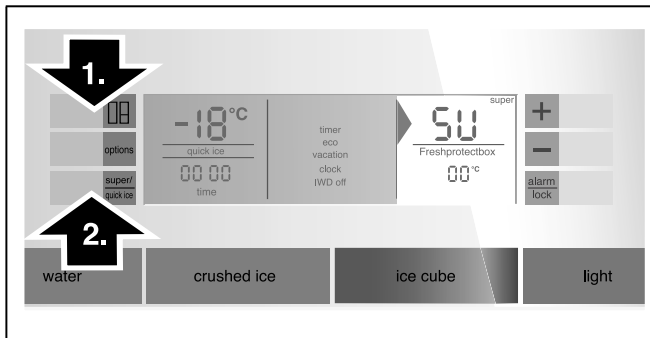 1.
options
super/
quick ice
2.
-18°C
quick ice
00 00
time
timer
eco
vacation
clock
IWD off
super
SU
Freshprotectbox
00°C
+
-
alarm
lock
water
crushed ice
ice cube
light